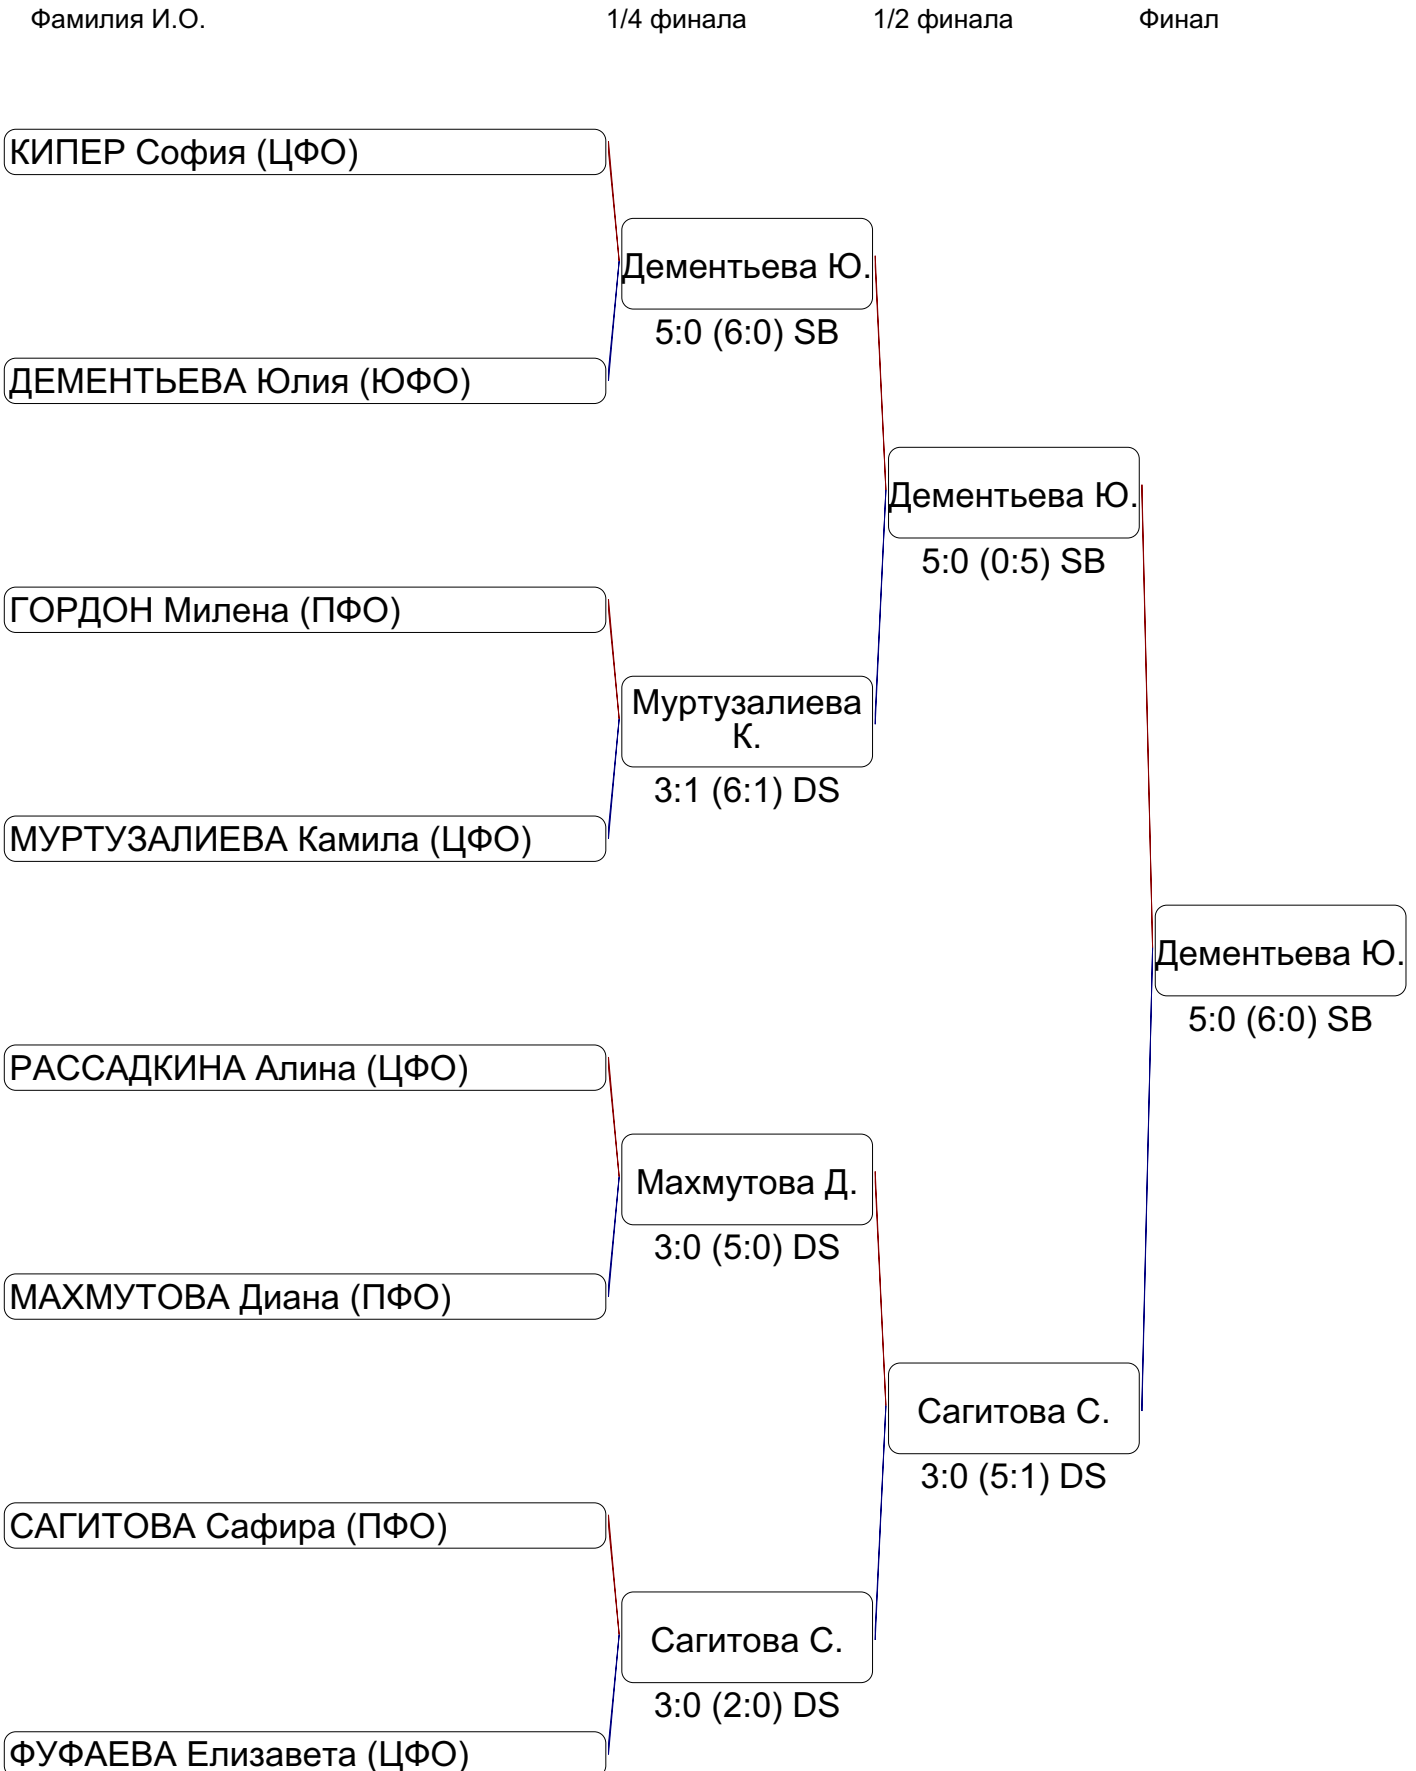 Фамилия И.О. 1/4 финала 1/2 финала Финал
КИПЕР София (ЦФО)
Дементьева Ю.
5:0 (6:0) SB
ДЕМЕНТЬЕВА Юлия (ЮФО)
Дементьева Ю.
5:0 (0:5) SB
ГОРДОН Милена (ПФО)
Муртузалиева
К.
3:1 (6:1) DS
МУРТУЗАЛИЕВА Камила (ЦФО)
Дементьева Ю.
5:0 (6:0) SB
РАССАДКИНА Алина (ЦФО)
Махмутова Д.
3:0 (5:0) DS
МАХМУТОВА Диана (ПФО)
Сагитова С.
3:0 (5:1) DS
САГИТОВА Сафира (ПФО)
Сагитова С.
3:0 (2:0) DS
ФУФАЕВА Елизавета (ЦФО)